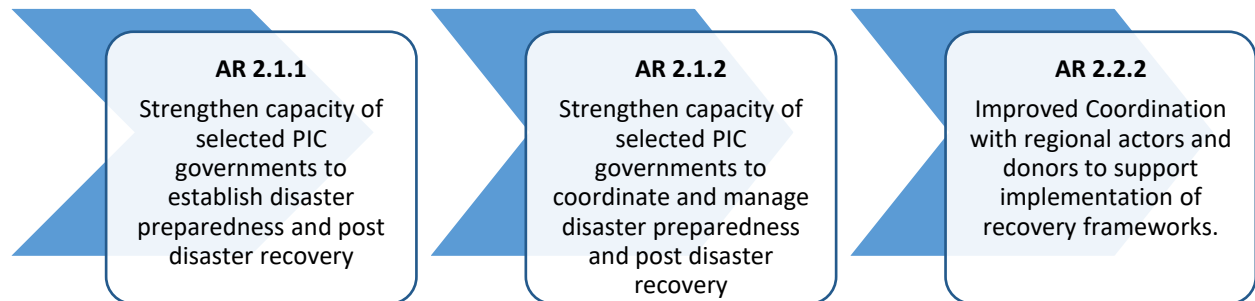 AR 2.1.1
Strengthen capacity of
selected PIC
governments to
establish disaster
preparedness and post
disaster recovery
AR 2.1.2
Strengthen capacity of
selected PIC
governments to
coordinate and manage
disaster preparedness
and post disaster
recovery
AR 2.2.2
Improved Coordination
with regional actors and
donors to support
implementation of
recovery frameworks.